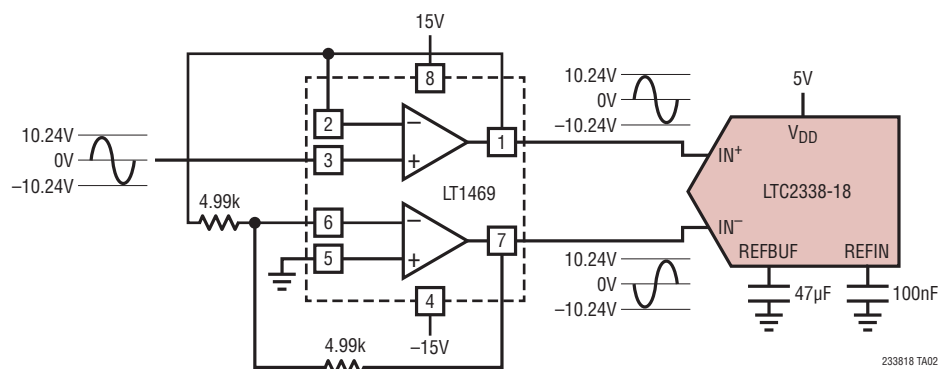 15V
8
10.24V
0V
–10.24V
5V
10.24V
0V
–10.24V
2
3
1
VDD
IN+
LTC2338-18
LT1469
4.99k
6
5
7
IN–
REFBUF
REFIN
10.24V
0V
–10.24V
4
–15V
47µF
100nF
4.99k
233818 TA02